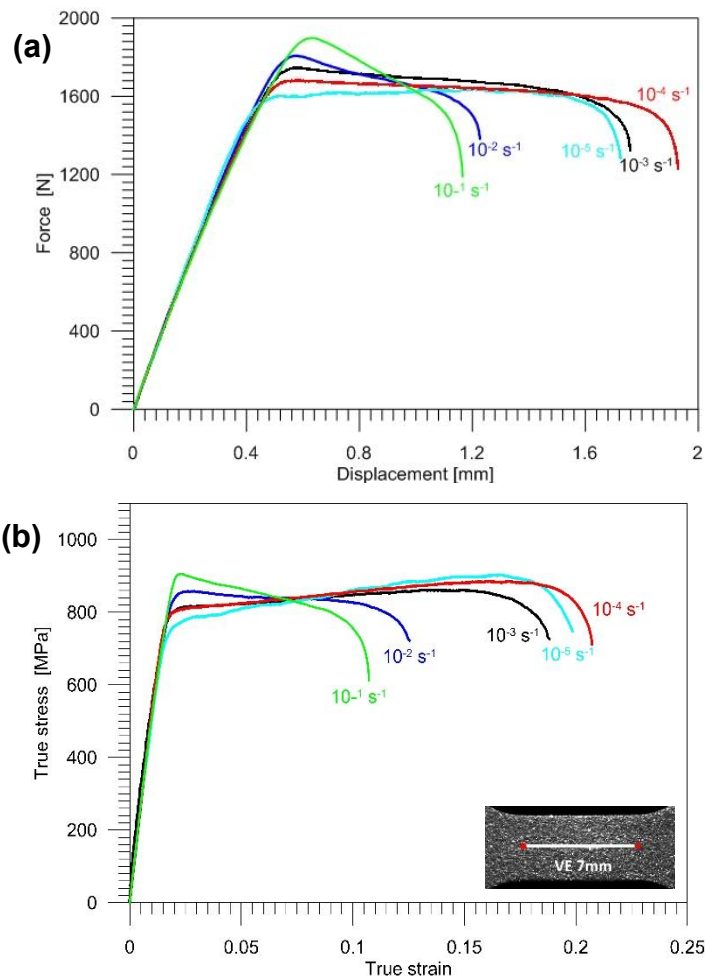 (a)
2000
1600
1200
800
400
0
Force [N]
10-4 s-1
10-5 s-1
10-3 s-1
10-2 s-1
10-1 s-1
0 0.4 0.8 1.2 1.6 2
Displacement [mm]
(b)
1000
800
600
400
200
0
True stress [MPa]
10-4 s-1
10-3 s-1
10-5 s-1
10-2 s-1
10-1 s-1
VE 7mm
0 0.05 0.1 0.15 0.2 0.25
True strain